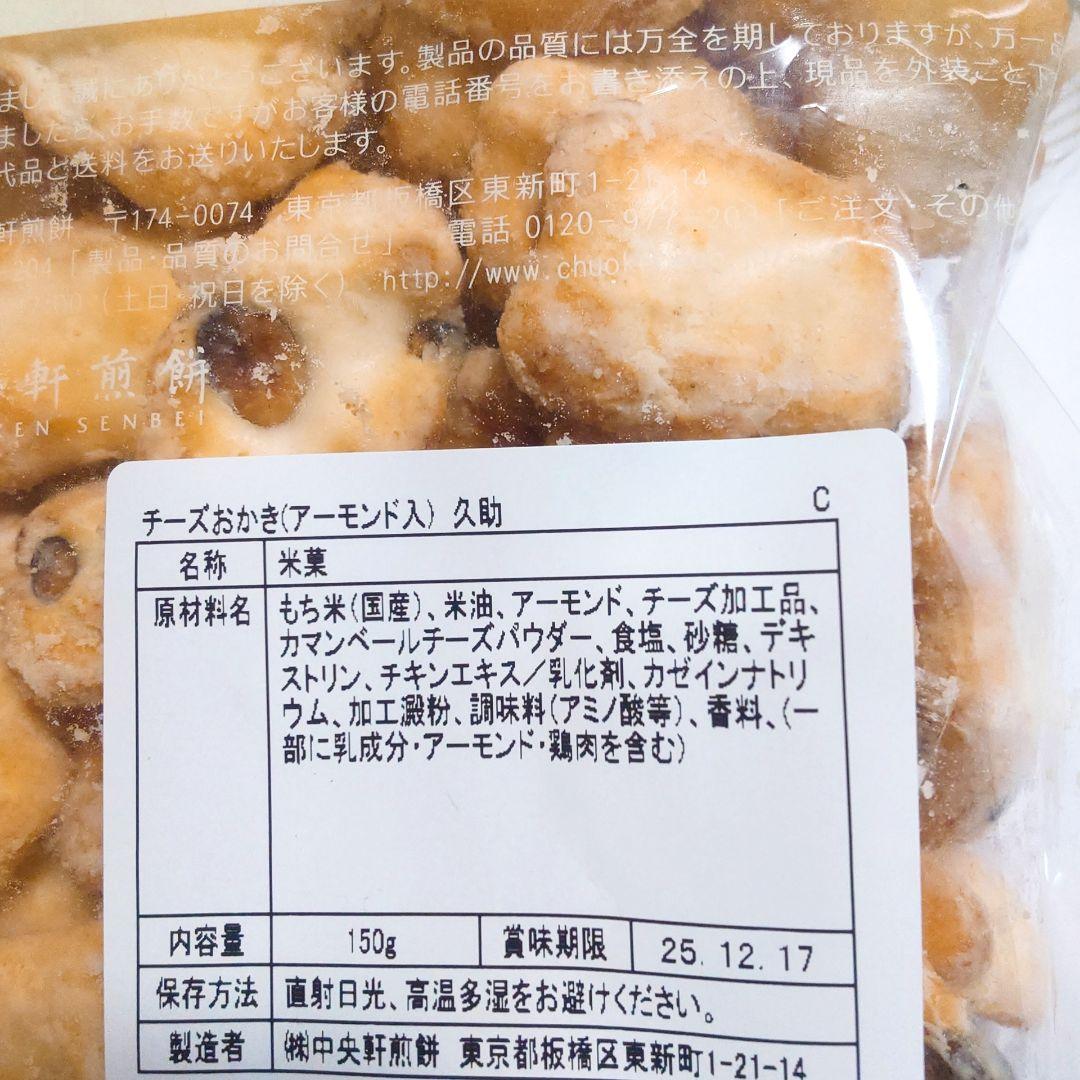 まし　誠にありがとうございます。製品の品質には万全を期しておりますが、万一品
ましたら、お手数ですがお客様の電話番号をお書き添えの上、現品を外装ごと下
代品と送料をお送りいたします。
軒煎餅　〒174-0074　東京都板橋区東新町1-21-14
204「製品・品質のお問合せ」　電話 0120-97　-20　「ご注文・その他
（土日・祝日を除く）　http://www.chuok
軒煎餅
KEN SENBEI
チーズおかき(アーモンド入) 久助　C
名称　米菓
原材料名　もち米(国産)、米油、アーモンド、チーズ加工品、
カマンベールチーズパウダー、食塩、砂糖、デキ
ストリン、チキンエキス／乳化剤、カゼインナトリ
ウム、加工澱粉、調味料(アミノ酸等)、香料、(一
部に乳成分・アーモンド・鶏肉を含む)
内容量　150g　賞味期限　25.12.17
保存方法　直射日光、高温多湿をお避けください。
製造者　㈱中央軒煎餅　東京都板橋区東新町1-21-14